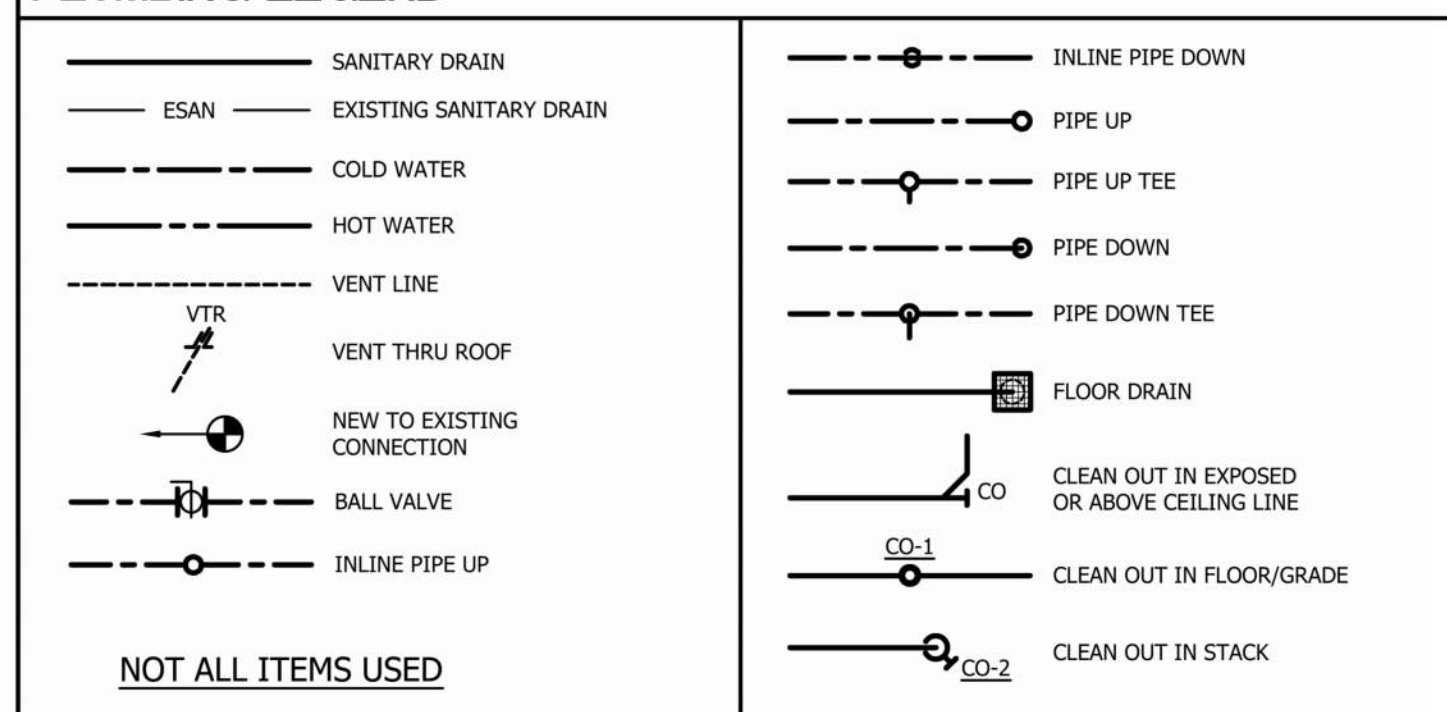 SANITARY DRAIN
ESAN
EXISTING SANITARY DRAIN
COLD WATER
HOT WATER
VENT LINE
VTR
VENT THRU ROOF
NEW TO EXISTING
CONNECTION
BALL VALVE
INLINE PIPE UP
NOT ALL ITEMS USED
INLINE PIPE DOWN
PIPE UP
PIPE UP TEE
PIPE DOWN
PIPE DOWN TEE
FLOOR DRAIN
CO
CLEAN OUT IN EXPOSED
OR ABOVE CEILING LINE
CO-1
CLEAN OUT IN FLOOR/GRADE
CLEAN OUT IN STACK
CO-2